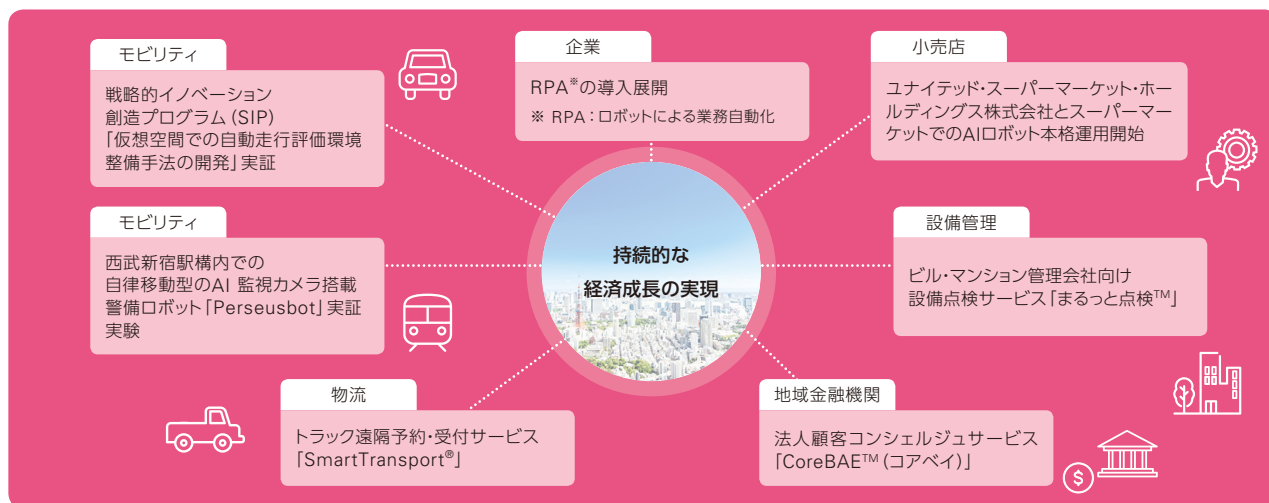 モビリティ
戦略的イノベーション
創造プログラム(SIP)
「仮想空間での自動走行評価環境
整備手法の開発」実証
企業
RPA※の導入展開
※ RPA:ロボットによる業務自動化
小売店
ユナイテッド・スーパーマーケット・ホー
ルディングス株式会社とスーパーマー
ケットでのAIロボット本格運用開始
モビリティ
西武新宿駅構内での
自律移動型のAI 監視カメラ搭載
警備ロボット「Perseusbot」実証
実験
持続的な
経済成長の実現
設備管理
ビル・マンション管理会社向け
設備点検サービス「まるっと点検™」
物流
トラック遠隔予約・受付サービス
「SmartTransport®」
地域金融機関
法人顧客コンシェルジュサービス
「CoreBAE™(コアベイ)」
$